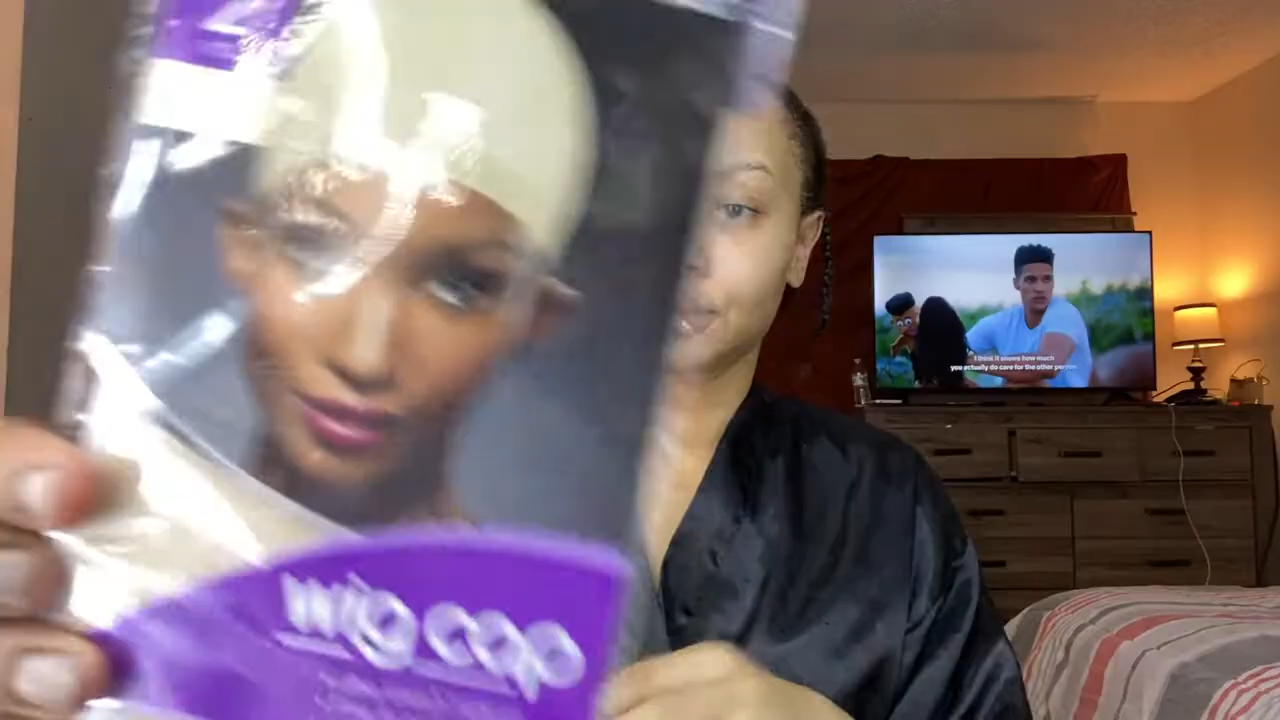 I think it shows how much
you actually do care for the other person
wig cap